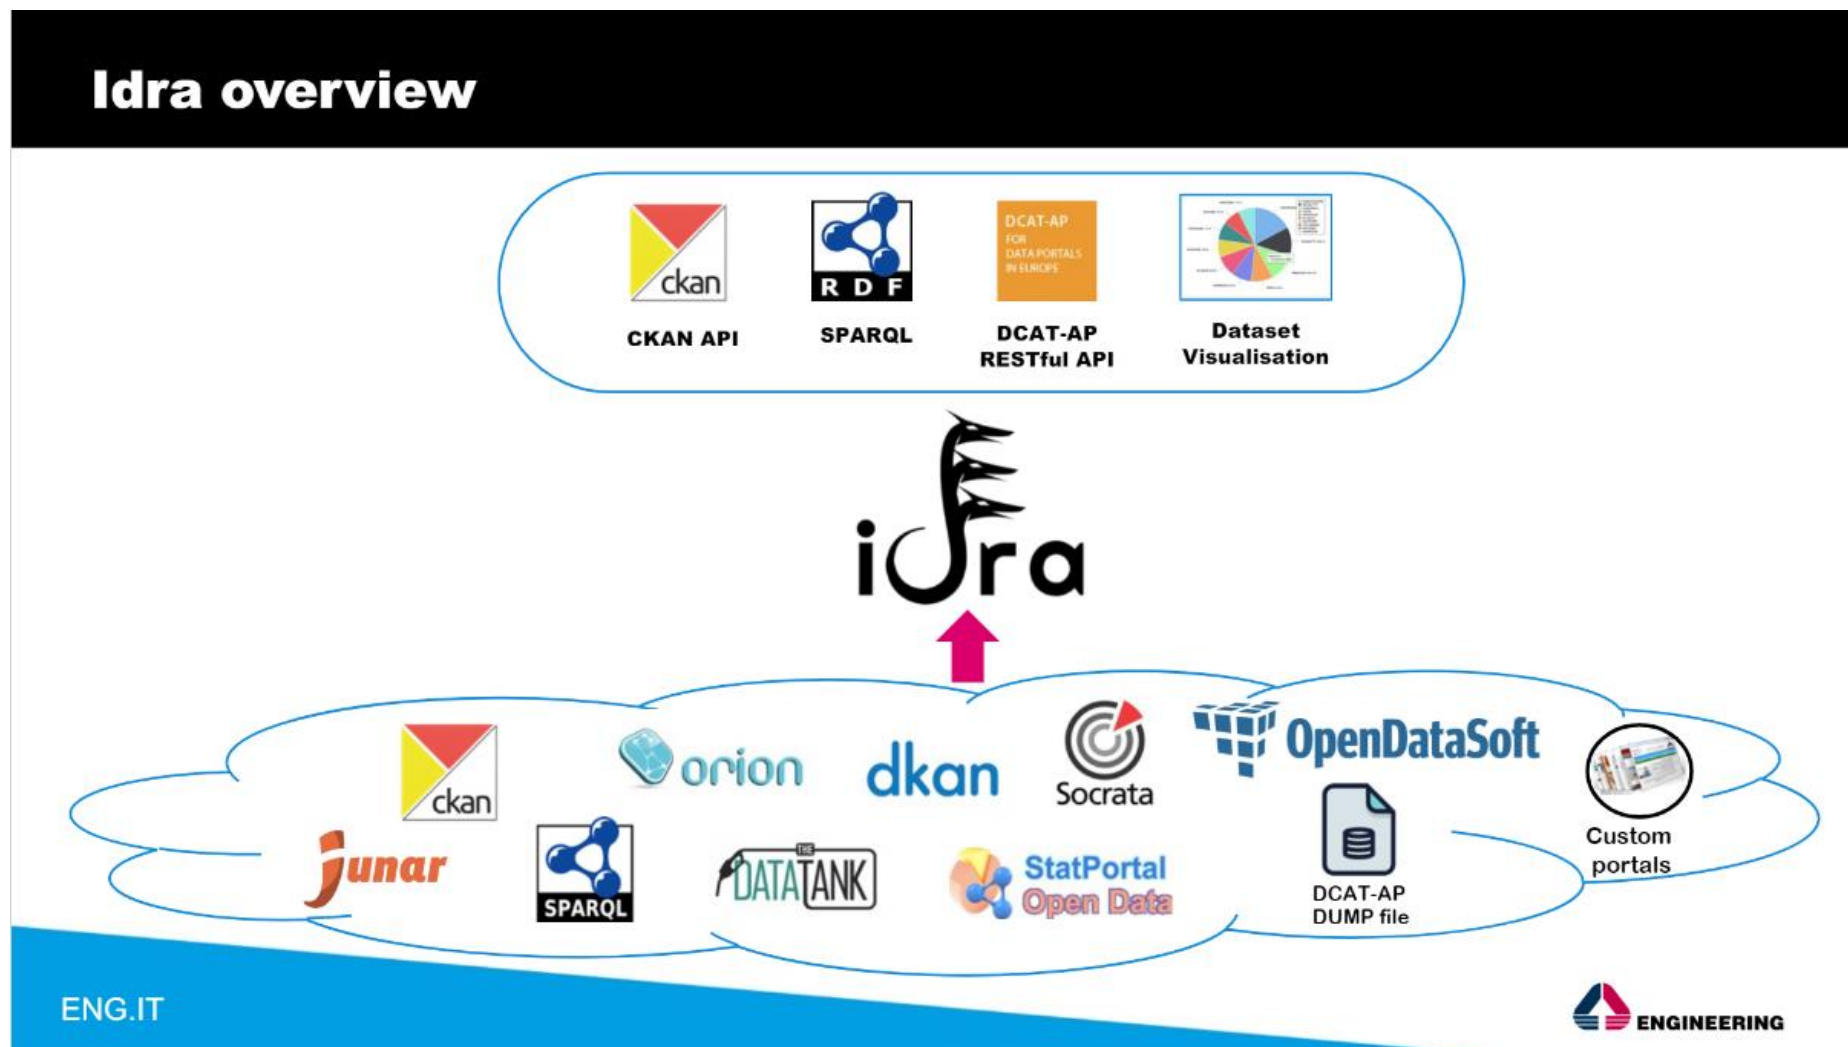 Idra overview
ckan
RDF
DCAT-AP
FOR
DATA PORTALS
IN EUROPE
CKAN API
SPARQL
DCAT-AP
RESTful API
Dataset
Visualisation
idra
ckan
orion
dkan
Socrata
OpenDataSoft
Custom
portals
junar
SPARQL
THE
DATATANK
StatPortal
Open Data
DCAT-AP
DUMP file
ENG.IT
ENGINEERING